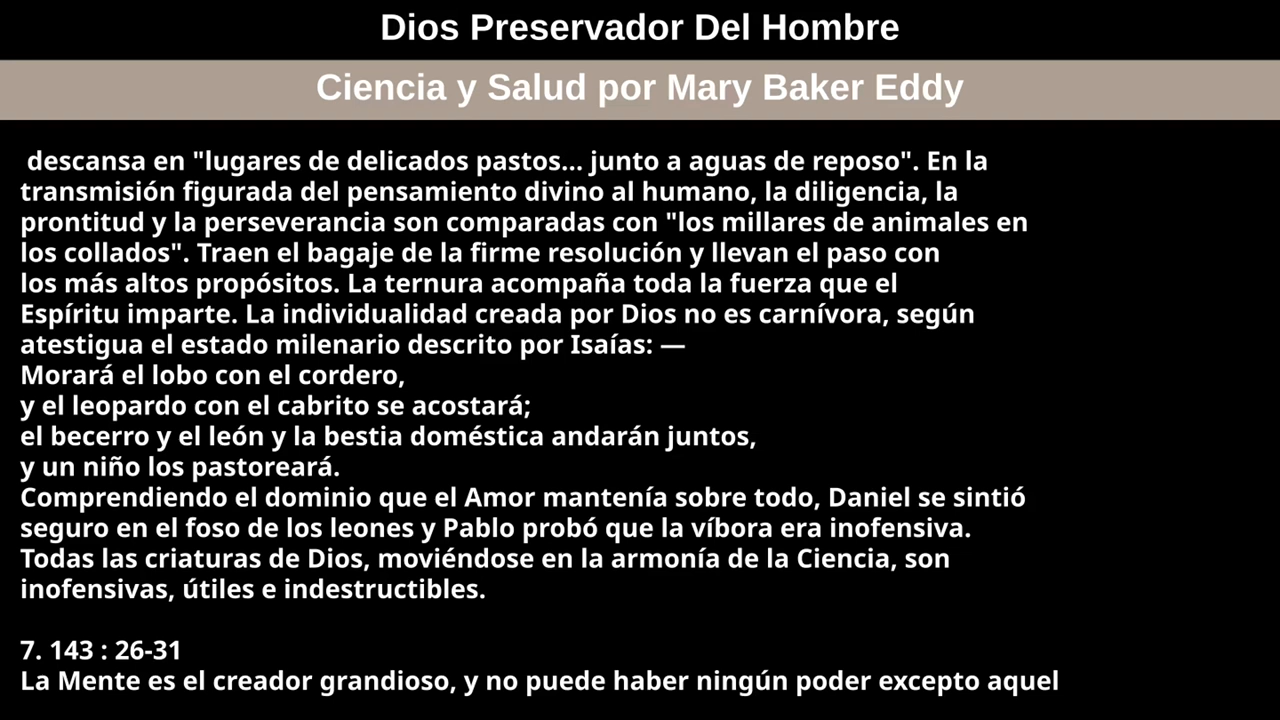 Dios Preservador Del Hombre
Ciencia y Salud por Mary Baker Eddy
descansa en "lugares de delicados pastos... junto a aguas de reposo". En la
transmisión figurada del pensamiento divino al humano, la diligencia, la
prontitud y la perseverancia son comparadas con "los millares de animales en
los collados". Traen el bagaje de la firme resolución y llevan el paso con
los más altos propósitos. La ternura acompaña toda la fuerza que el
Espíritu imparte. La individualidad creada por Dios no es carnívora, según
atestigua el estado milenario descrito por Isaías: —
Morará el lobo con el cordero,
y el leopardo con el cabrito se acostará;
el becerro y el león y la bestia doméstica andarán juntos,
y un niño los pastoreará.
Comprendiendo el dominio que el Amor mantenía sobre todo, Daniel se sintió
seguro en el foso de los leones y Pablo probó que la víbora era inofensiva.
Todas las criaturas de Dios, moviéndose en la armonía de la Ciencia, son
inofensivas, útiles e indestructibles.
7. 143 : 26-31
La Mente es el creador grandioso, y no puede haber ningún poder excepto aquel